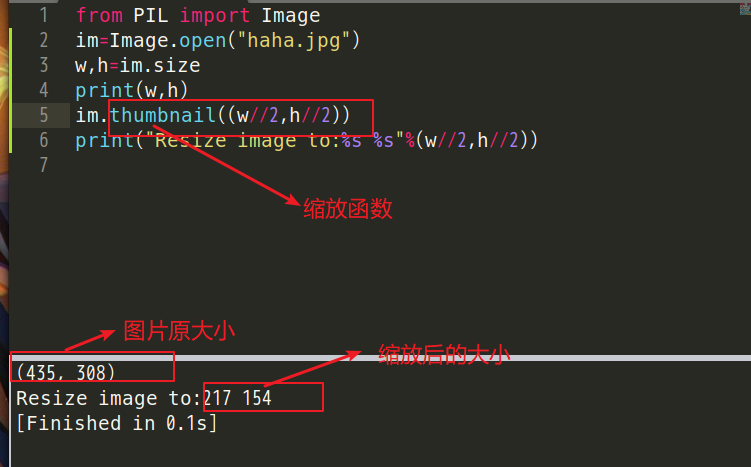 1 from PIL import Image
2 im=Image.open("haha.jpg")
3 w,h=im.size
4 print(w,h)
5 im.thumbnail((w//2,h//2))
6 print("Resize image to:%s %s"%(w//2,h//2))
7
缩放函数
图片原大小
缩放后的大小
(435, 308)
Resize image to:217 154
[Finished in 0.1s]